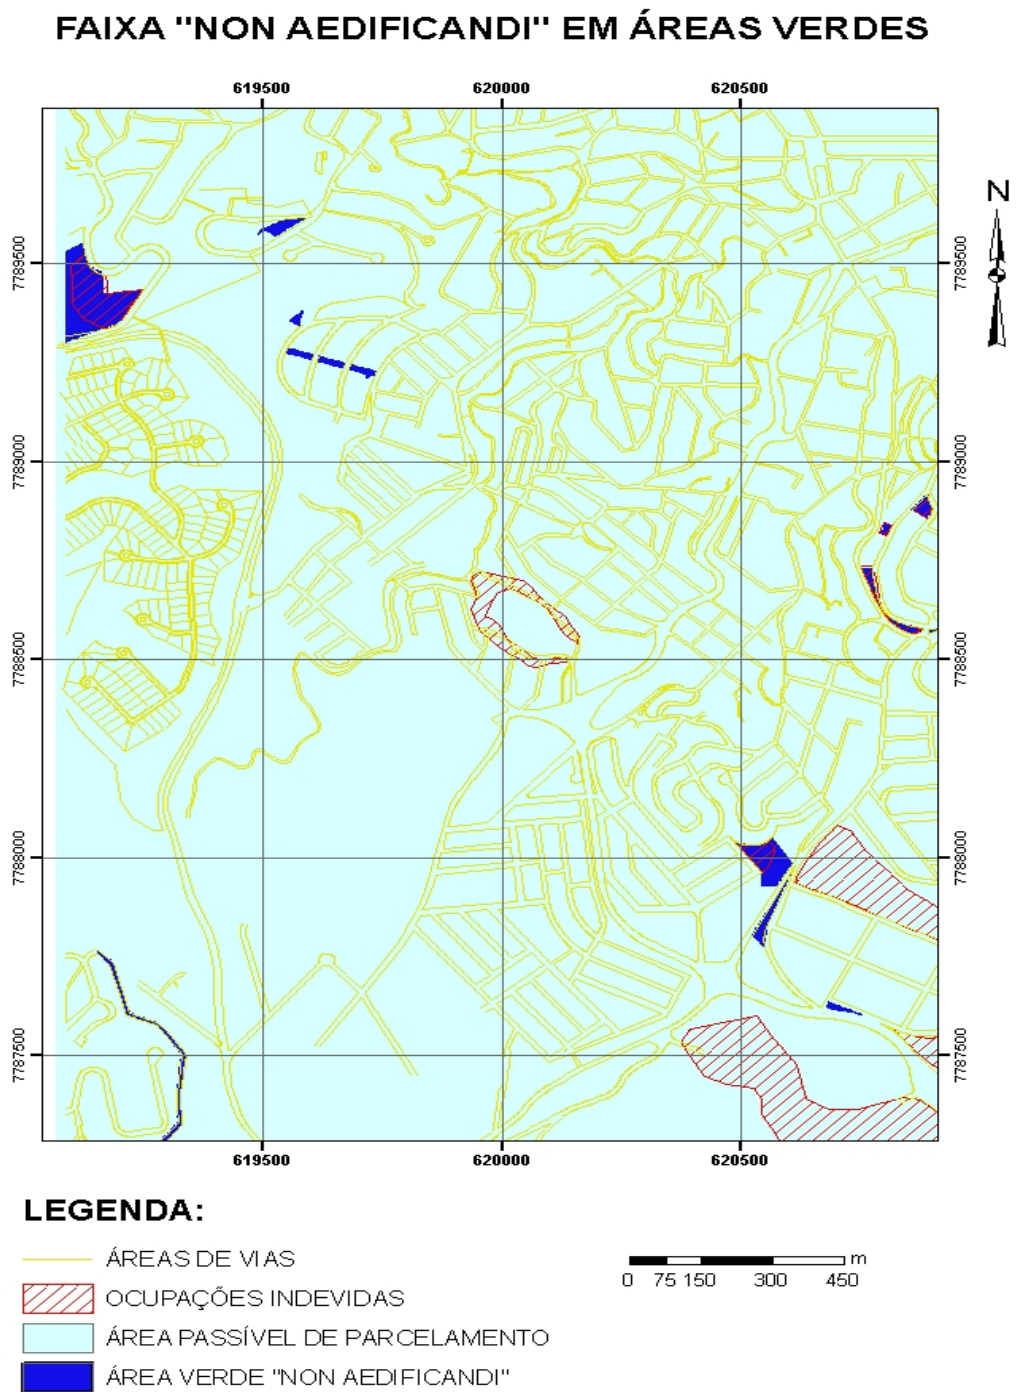 FAIXA "NON AEDIFICANDI" EM ÁREAS VERDES
619500 620000 620500
N
7789500 7789500
7789000 7789000
7788500 7788500
7788000 7788000
7787500 7787500
619500 620000 620500
LEGENDA:
ÁREAS DE VIAS
OCUPAÇÕES INDEVIDAS
ÁREA PASSÍVEL DE PARCELAMENTO
ÁREA VERDE "NON AEDIFICANDI"
m
0 75 150 300 450